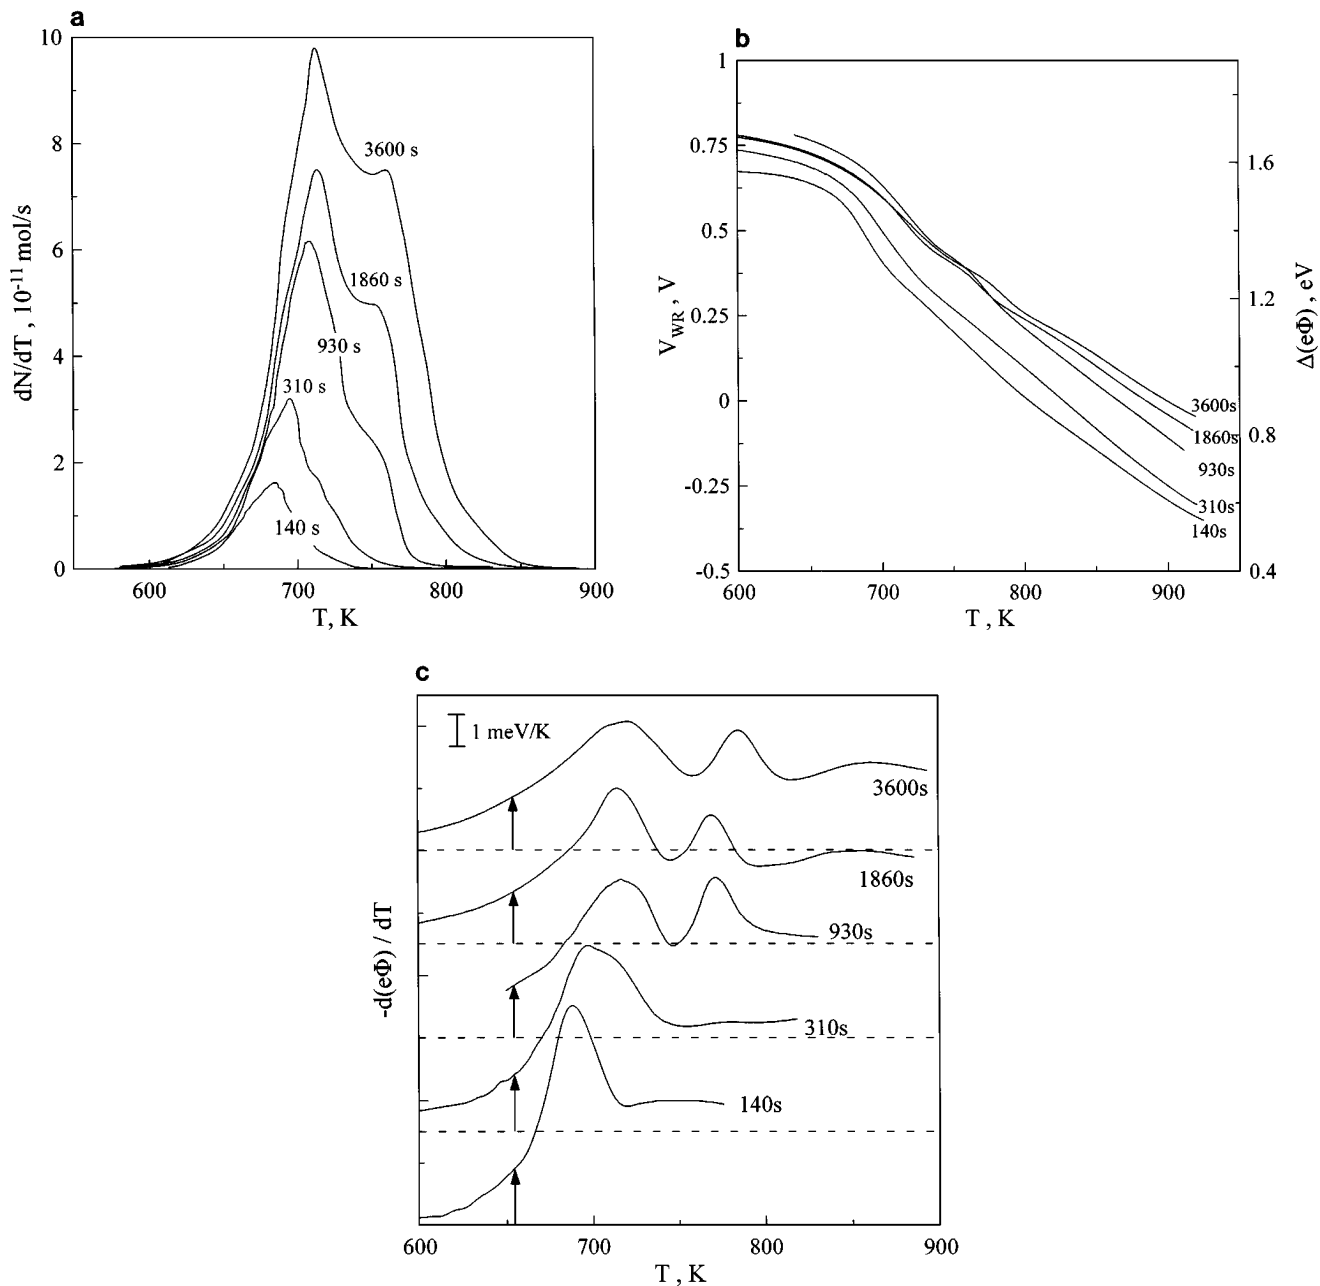 a
10
8
6
4
2
0
dN/dT , 10⁻¹¹ mol/s
3600 s
1860 s
930 s
310 s
140 s
600 700 800 900
T, K
b
1
0.75
0.5
0.25
0
-0.25
-0.5
V_WR , V
1.6
1.2
0.8
0.4
Δ(eΦ) , eV
3600s
1860s
930s
310s
140s
600 700 800 900
T , K
c
1 meV/K
3600s
1860s
930s
310s
140s
-d(eΦ) / dT
600 700 800 900
T , K